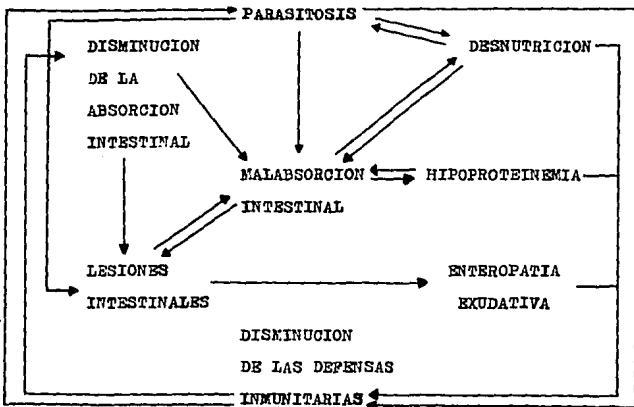 PARASITOSIS
DISMINUCION
DE LA
ABSORCION
INTESTINAL
DESNUTRICION
MALABSORCION
INTESTINAL
HIPOPROTEINEMIA
LESIONES
INTESTINALES
ENTEROPATIA
EXUDATIVA
DISMINUCION
DE LAS DEFENSAS
INMUNITARIAS